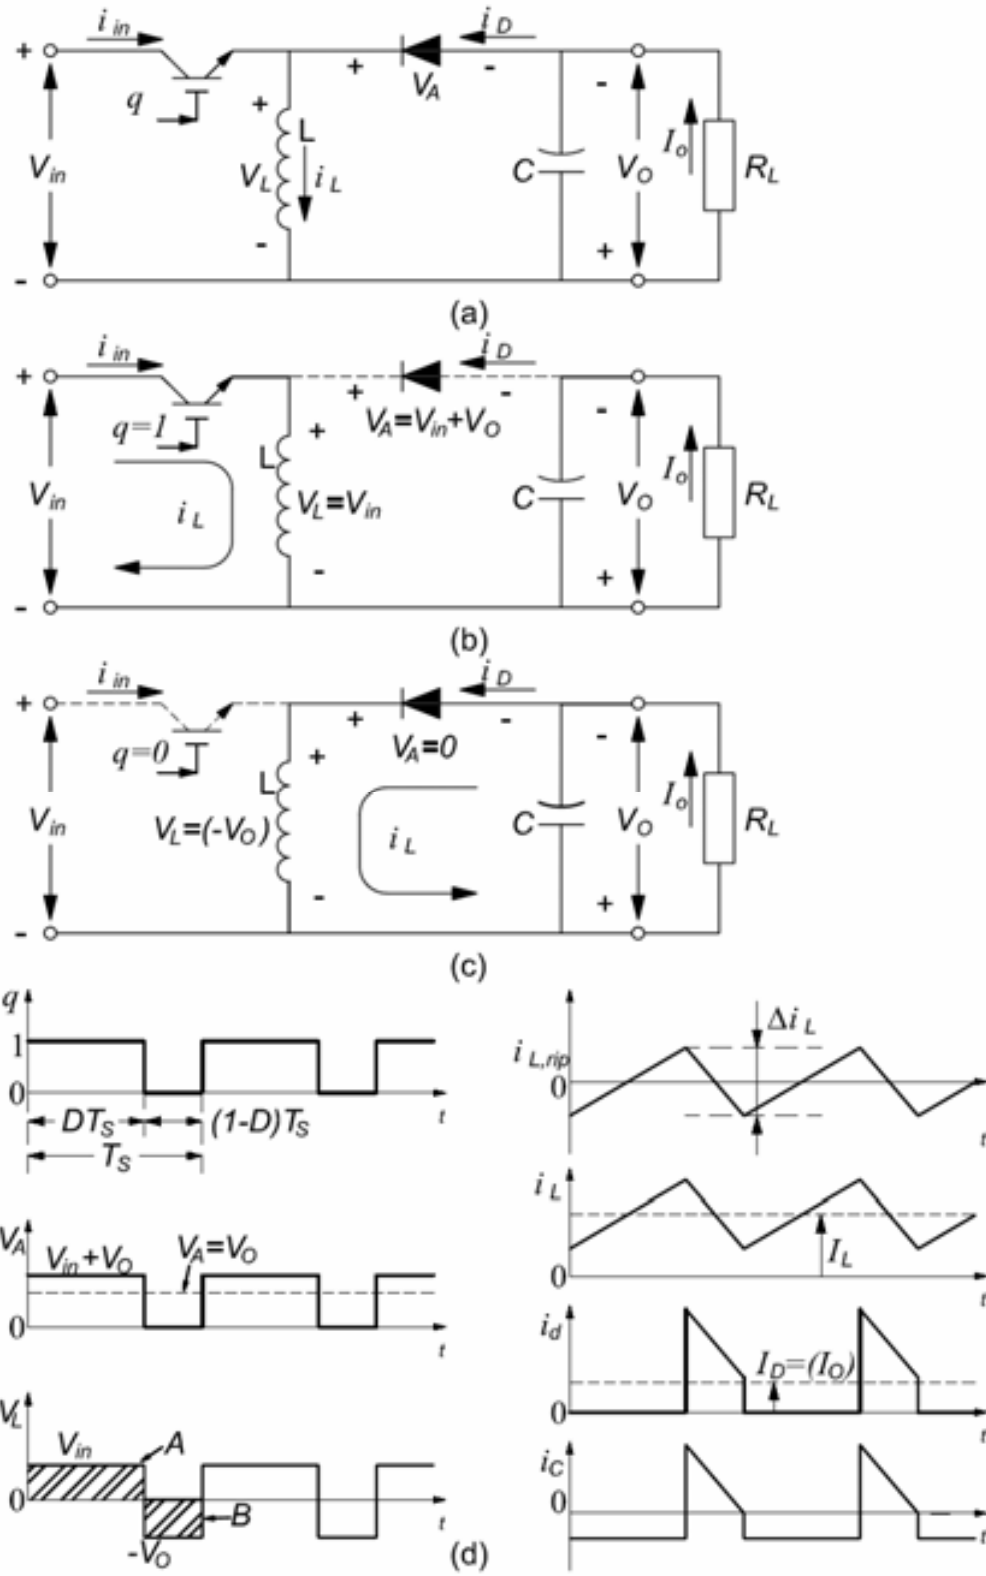 i in
i D
+
+
-
-
V A
q
+
L
V in
V L
i L
C
V O
I o
R L
-
+
-
(a)
i in
i D
+
+
-
-
V A=V in+V O
q=1
+
L
V in
i L
V L=V in
C
V O
I o
R L
-
+
-
(b)
i in
i D
+
+
-
-
V A=0
q=0
+
L
V in
V L=(-V O)
i L
C
V O
I o
R L
-
+
-
(c)
q
1
0
DT S
(1-D)T S
t
T S
V A
V in+V O
V A=V O
0
t
V L
V in
A
0
B
t
-V O
(d)
i L,rip
Δi L
0
t
i L
I L
0
t
i d
I D=(I O)
0
t
i C
0
t